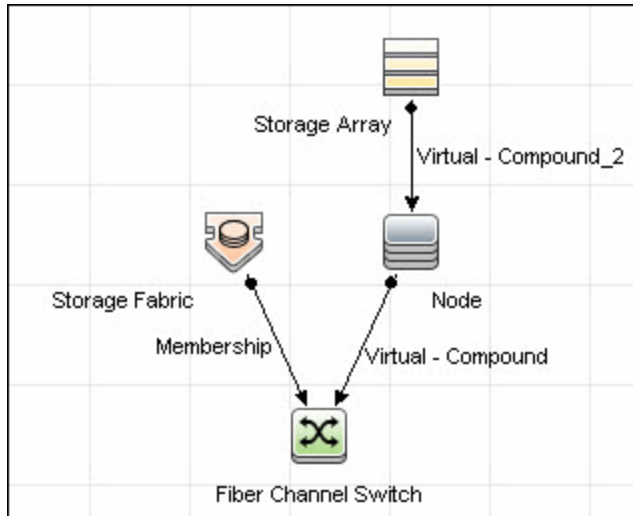 Storage Array
Virtual - Compound_2
Storage Fabric
Node
Membership
Virtual - Compound
Fiber Channel Switch